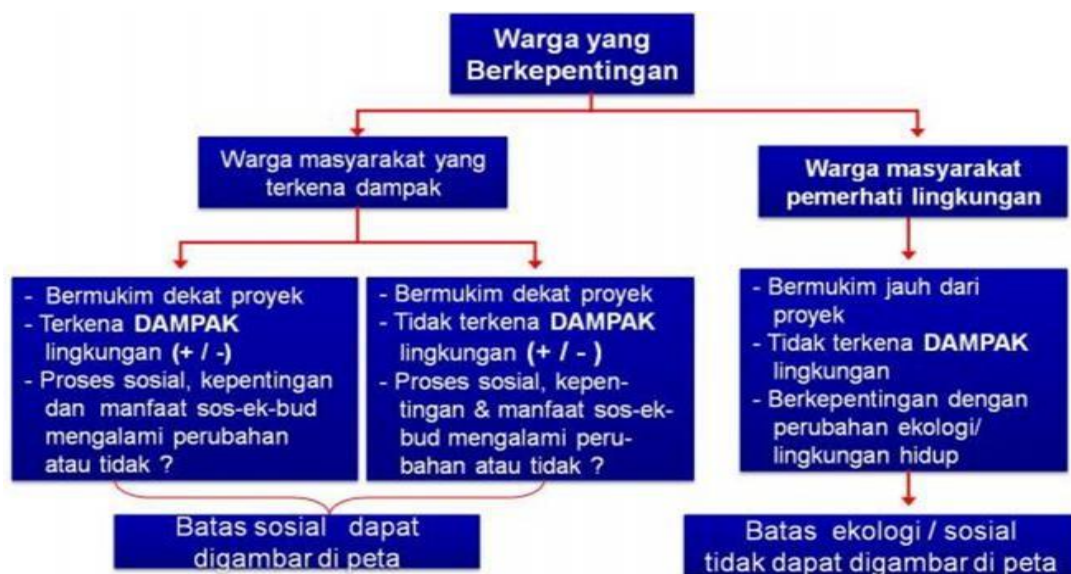 Warga yang
Berkepentingan
Warga masyarakat yang
terkena dampak
Warga masyarakat
pemerhati lingkungan
- Bermukim dekat proyek
- Terkena DAMPAK
lingkungan (+ / -)
- Proses sosial, kepentingan
dan manfaat sos-ek-bud
mengalami perubahan
atau tidak ?
- Bermukim dekat proyek
- Tidak terkena DAMPAK
lingkungan (+ / - )
- Proses sosial, kepen-
tingan & manfaat sos-ek-
bud mengalami peru-
bahan atau tidak ?
- Bermukim jauh dari
proyek
- Tidak terkena DAMPAK
lingkungan
- Berkepentingan dengan
perubahan ekologi/
lingkungan hidup
Batas sosial dapat
digambar di peta
Batas ekologi / sosial
tidak dapat digambar di peta